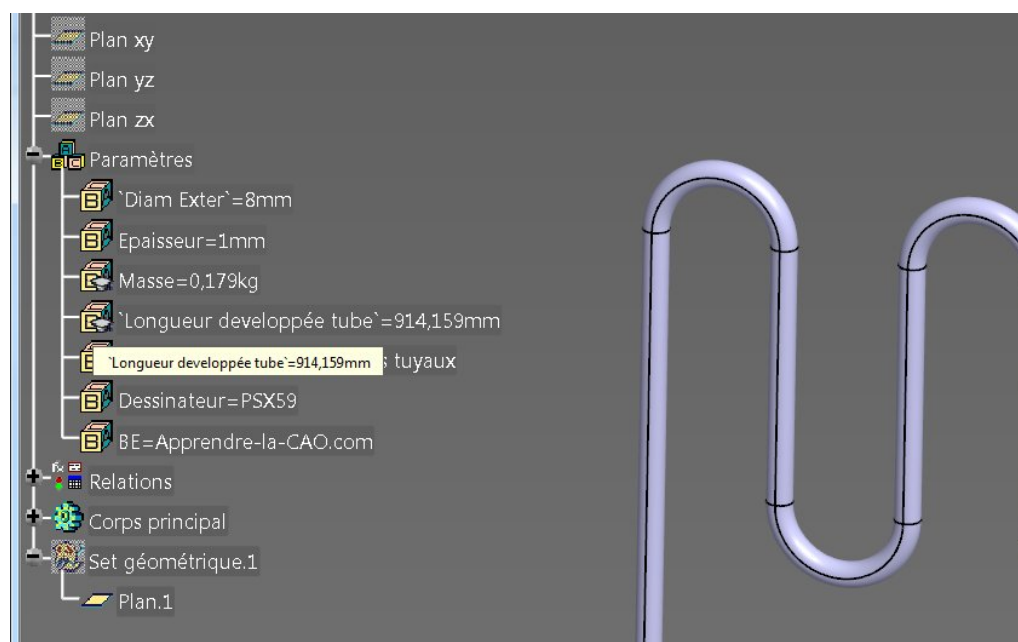 Plan xy
Plan yz
Plan zx
Paramètres
`Diam Exter`=8mm
Epaisseur=1mm
Masse=0,179kg
`Longueur developpée tube`=914,159mm
`Longueur developpée tube`=914,159mm
tuyaux
Dessinateur=PSX59
BE=Apprendre-la-CAO.com
Relations
Corps principal
Set géométrique.1
Plan.1